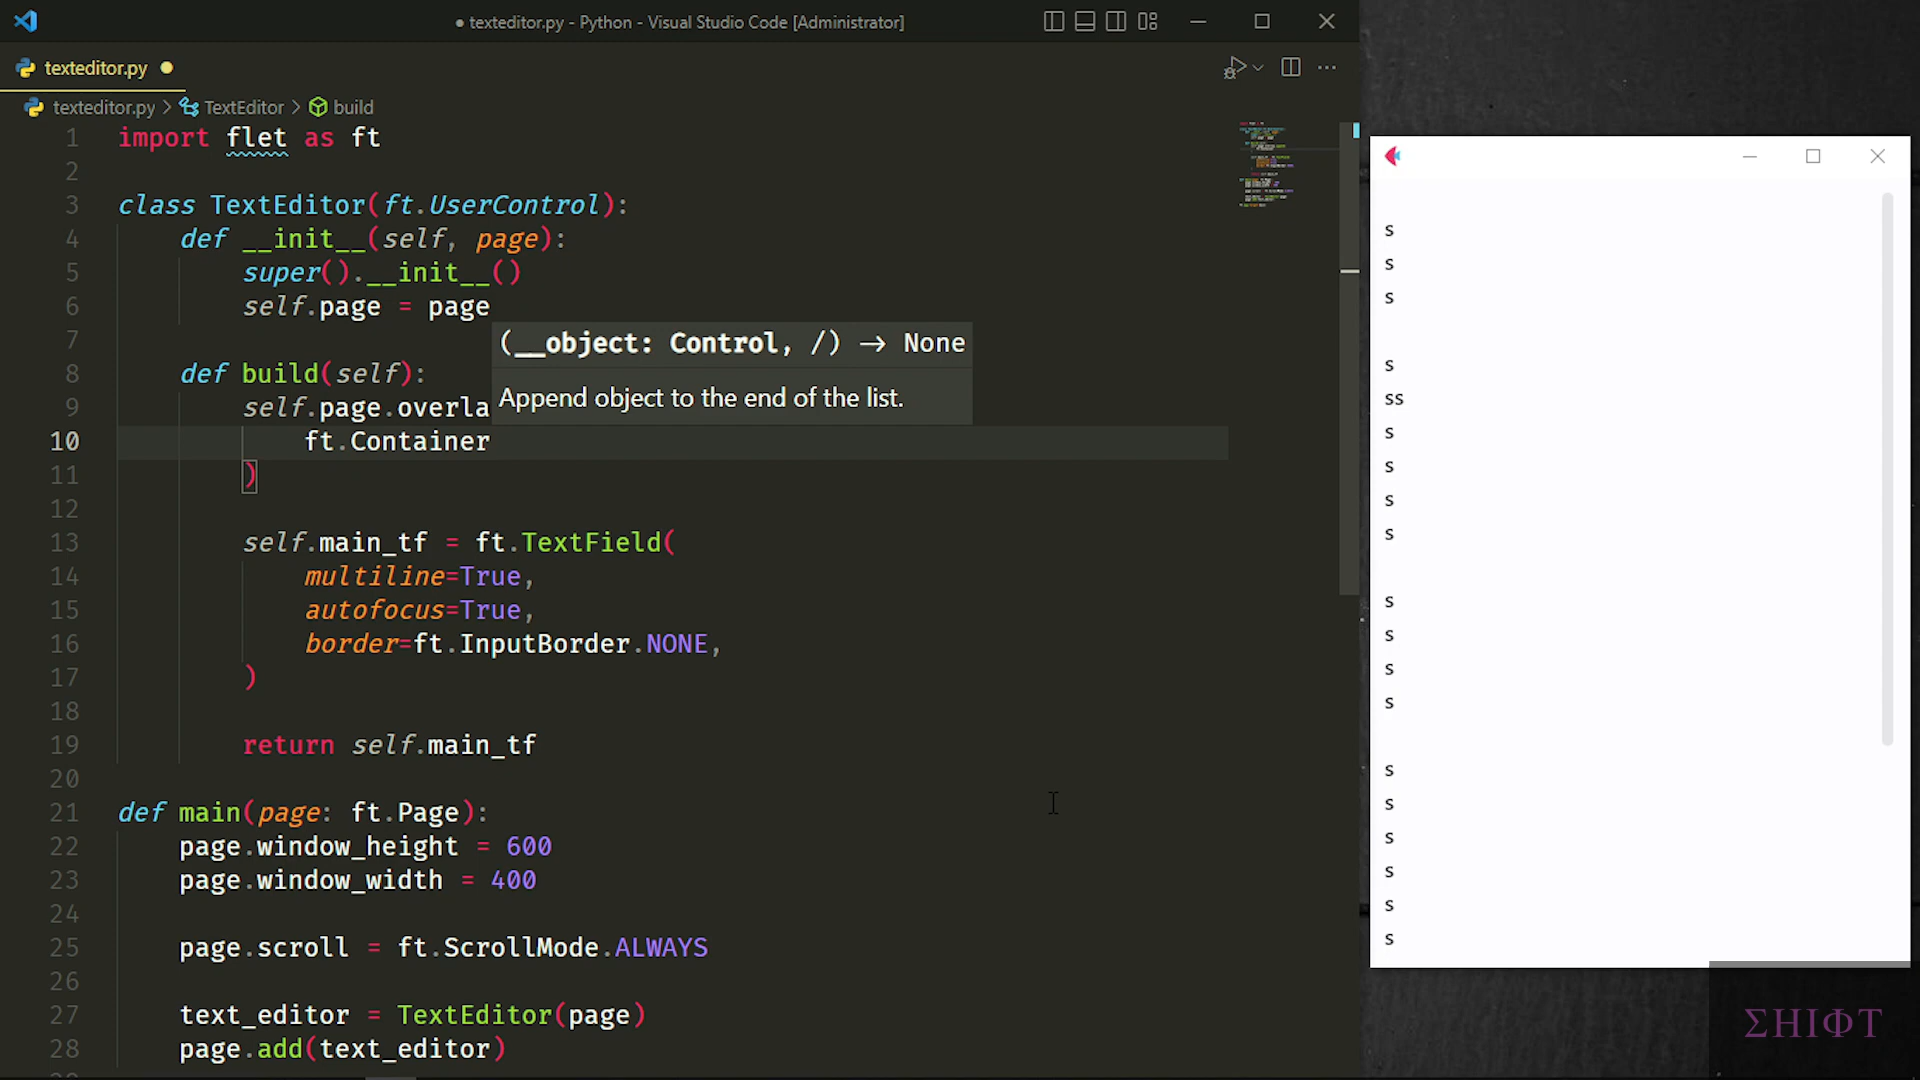 ● texteditor.py - Python - Visual Studio Code [Administrator]
texteditor.py ●
texteditor.py > TextEditor > build
1 import flet as ft
2
3 class TextEditor(ft.UserControl):
4 def __init__(self, page):
5 super().__init__()
6 self.page = page
7
(__object: Control, /) → None
8 def build(self):
Append object to the end of the list.
9 self.page.overla
10 ft.Container
11 )
12
13 self.main_tf = ft.TextField(
14 multiline=True,
15 autofocus=True,
16 border=ft.InputBorder.NONE,
17 )
18
19 return self.main_tf
20
21 def main(page: ft.Page):
22 page.window_height = 600
23 page.window_width = 400
24
25 page.scroll = ft.ScrollMode.ALWAYS
26
27 text_editor = TextEditor(page)
28 page.add(text_editor)
s
s
s
s
ss
s
s
s
s
s
s
s
s
s
s
s
s
s
s
ΣHIΦT